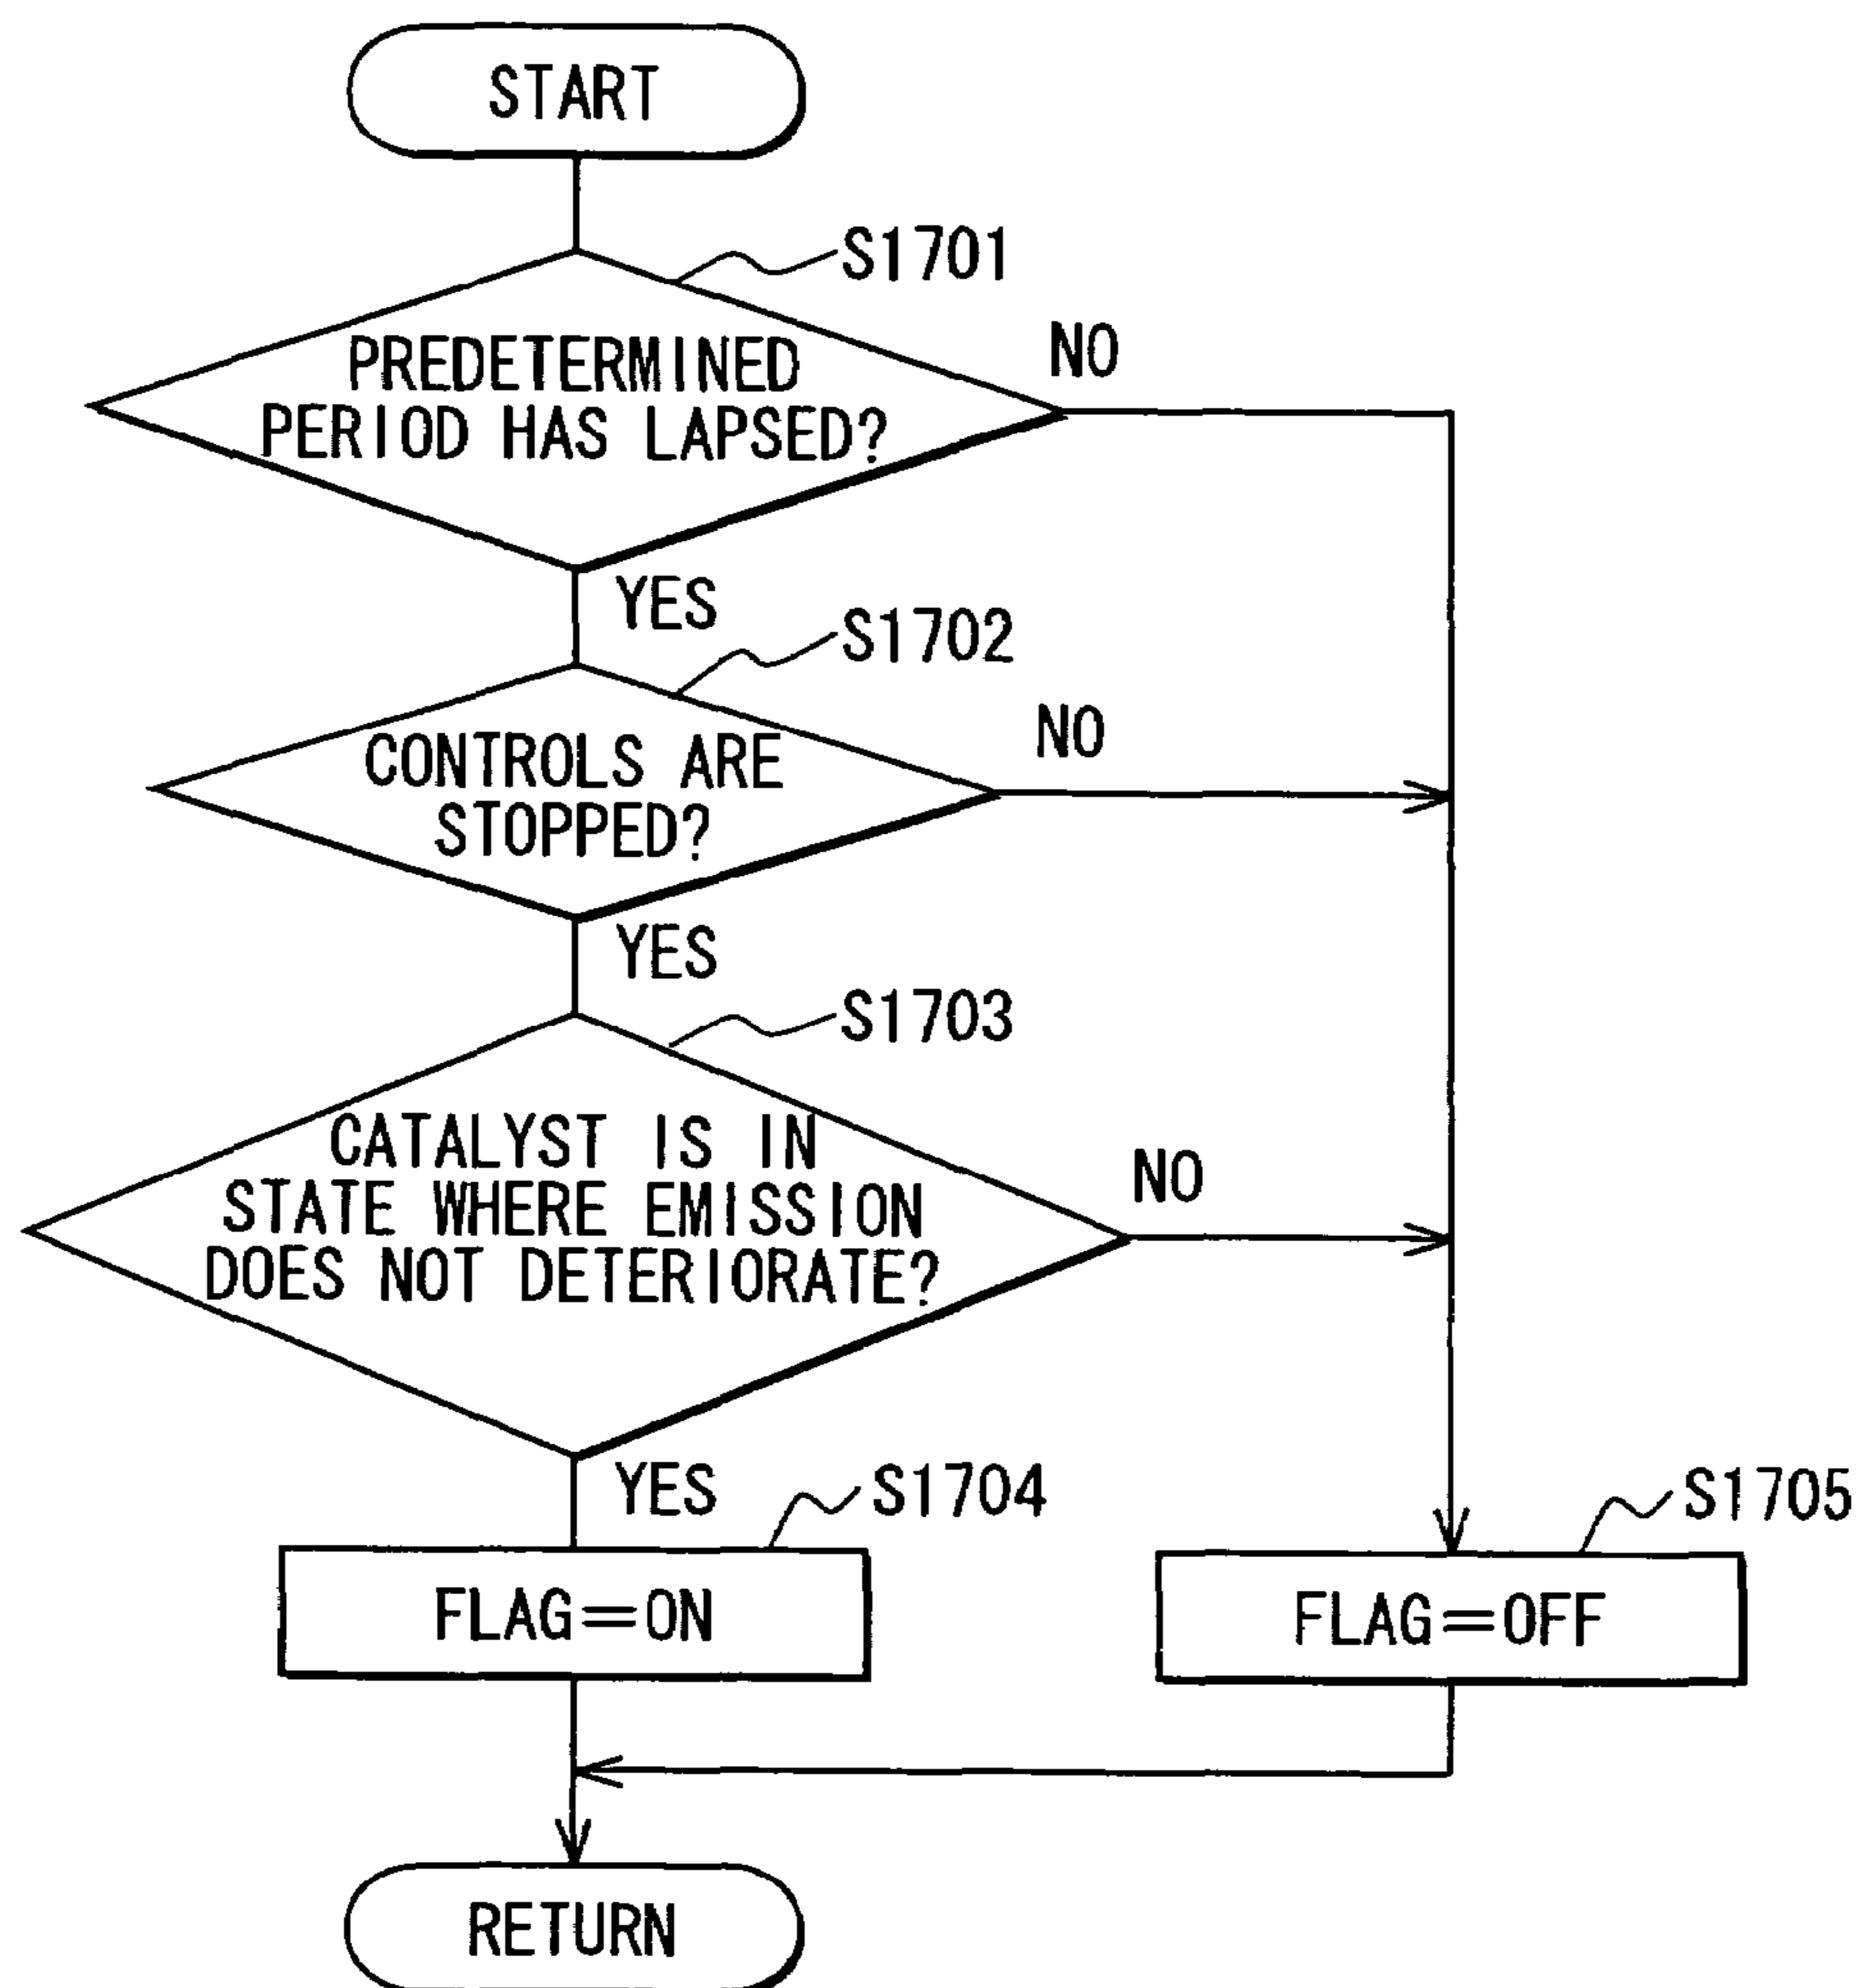 START
S1701
PREDETERMINED
PERIOD HAS LAPSED?
NO
YES
S1702
CONTROLS ARE
STOPPED?
NO
YES
S1703
CATALYST IS IN
STATE WHERE EMISSION
DOES NOT DETERIORATE?
NO
YES
S1704
S1705
FLAG=ON
FLAG=OFF
RETURN